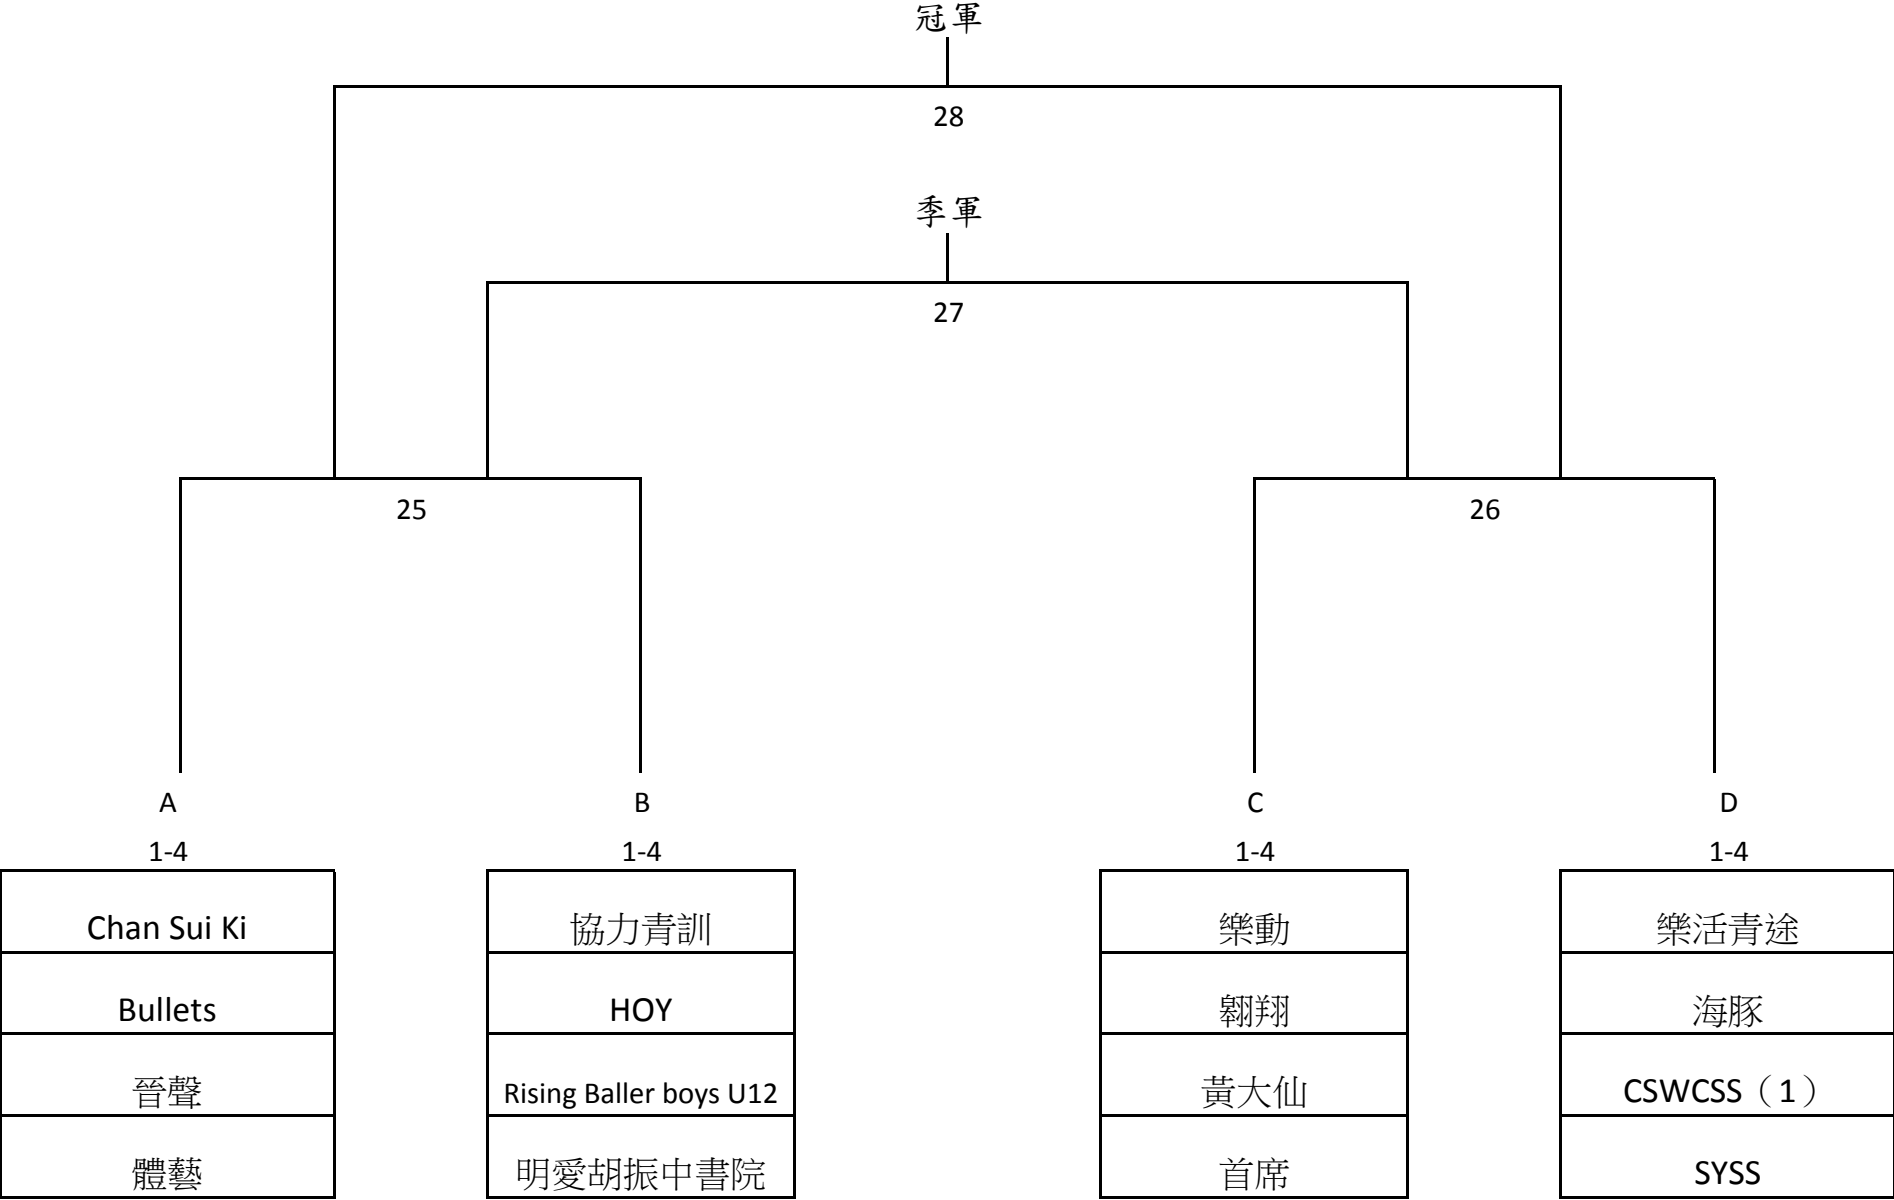 冠軍
28
季軍
27
25
26
A
B
C
D
1-4
1-4
1-4
1-4
Chan Sui Ki
協力青訓
樂動
樂活青途
Bullets
HOY
翱翔
海豚
晉聲
Rising Baller boys U12
黃大仙
CSWCSS（1）
體藝
明愛胡振中書院
首席
SYSS